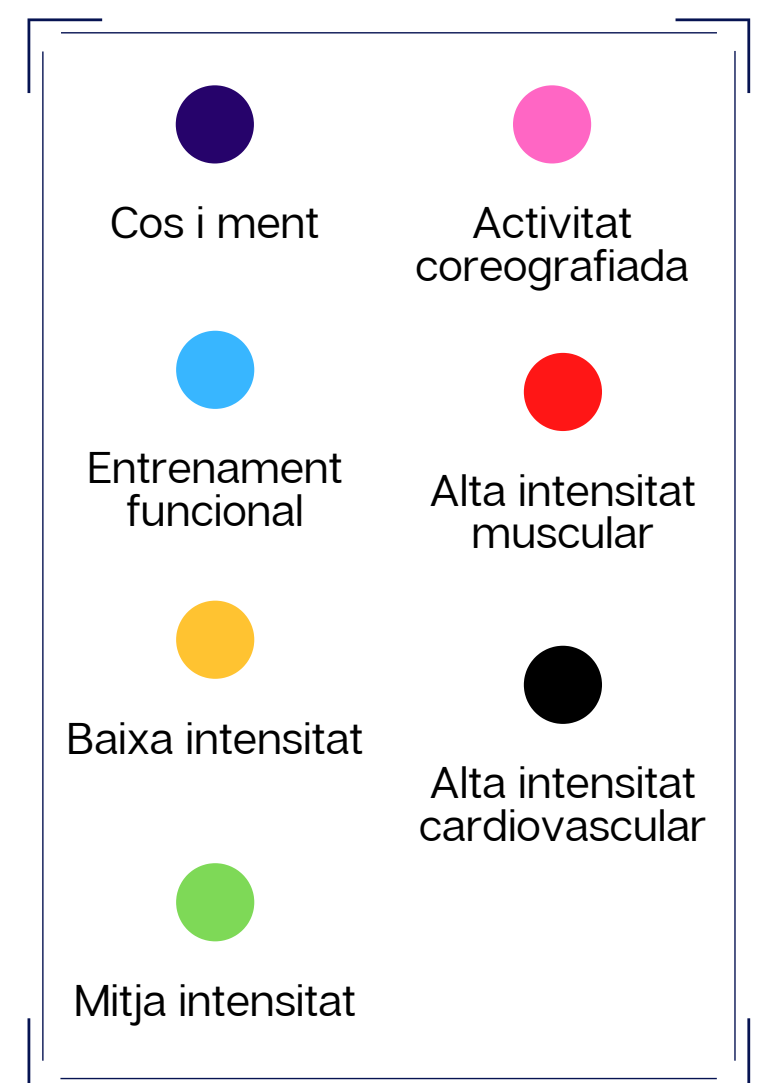 Cos i ment
Activitat
coreografiada
Entrenament
funcional
Alta intensitat
muscular
Baixa intensitat
Alta intensitat
cardiovascular
Mitja intensitat